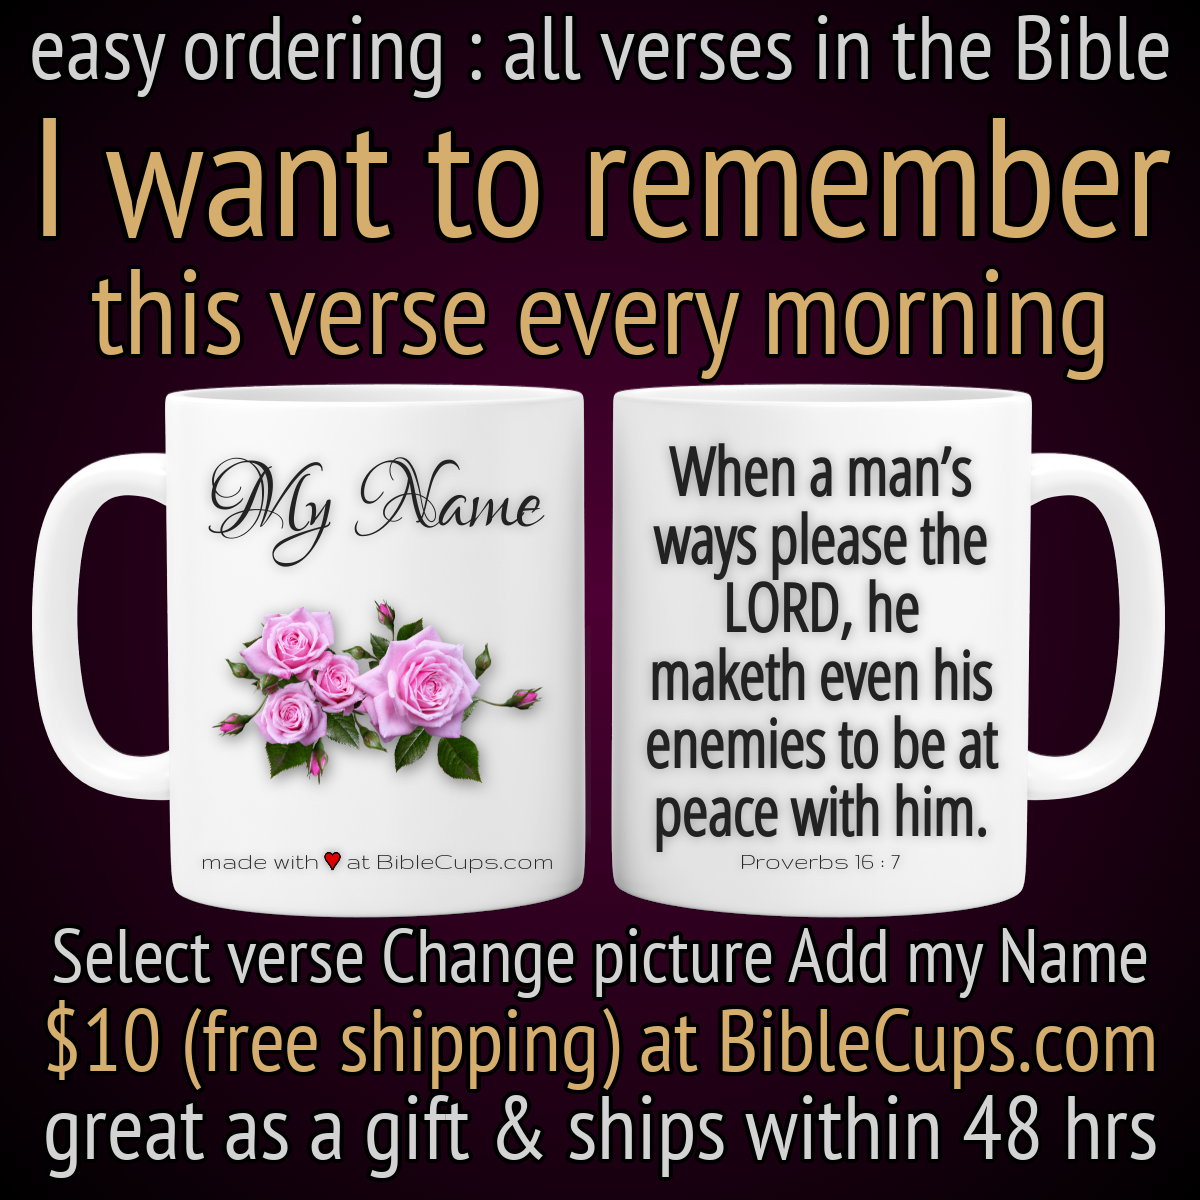 easy ordering : all verses in the Bible
I want to remember
this verse every morning
My Name
made with ♥ at BibleCups.com
When a man’s
ways please the
LORD, he
maketh even his
enemies to be at
peace with him.
Proverbs 16 : 7
Select verse Change picture Add my Name
$10 (free shipping) at BibleCups.com
great as a gift & ships within 48 hrs